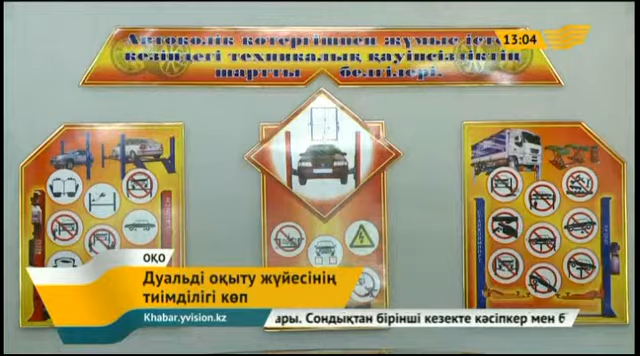 13:04
Автокөлік көтергішімен жұмыс істеу
кезіндегі техникалық қауіпсіздіктің
шартты белгілері.
ОҚО
Дуальді оқыту жүйесінің
тиімділігі көп
Khabar.yvision.kz
ары. Сондықтан бірінші кезекте кәсіпкер мен б